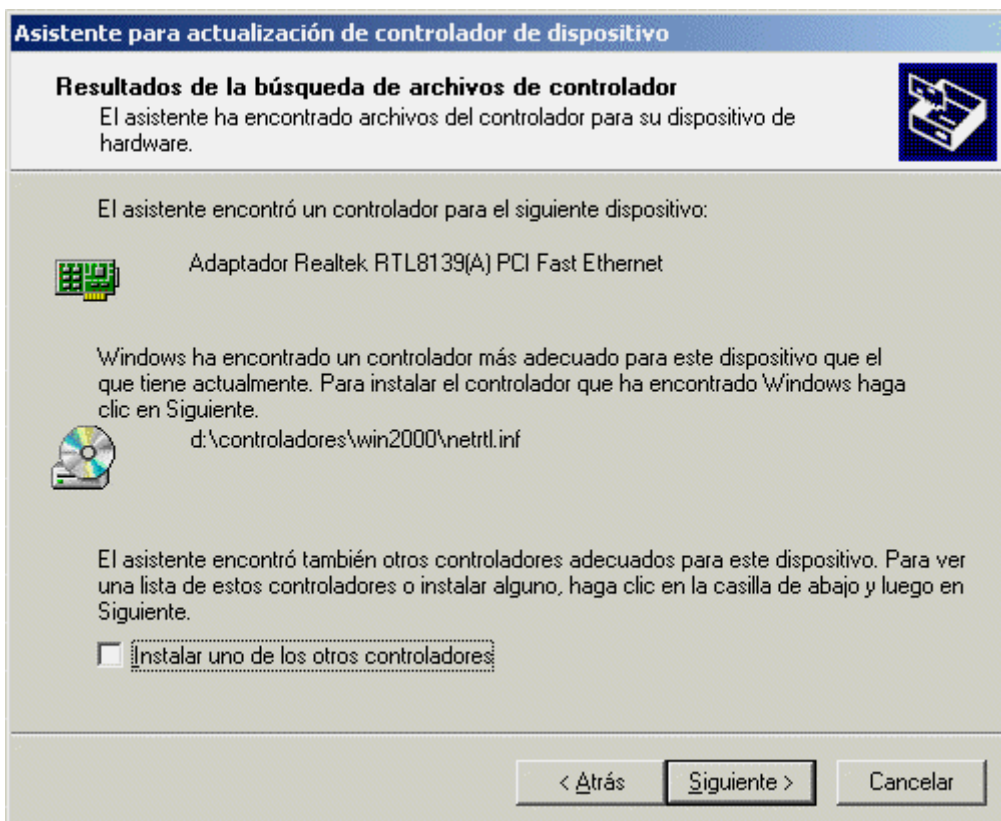 Asistente para actualización de controlador de dispositivo
Resultados de la búsqueda de archivos de controlador
El asistente ha encontrado archivos del controlador para su dispositivo de
hardware.
El asistente encontró un controlador para el siguiente dispositivo:
Adaptador Realtek RTL8139(A) PCI Fast Ethernet
Windows ha encontrado un controlador más adecuado para este dispositivo que el
que tiene actualmente. Para instalar el controlador que ha encontrado Windows haga
clic en Siguiente.
d:\controladores\win2000\netrtl.inf
El asistente encontró también otros controladores adecuados para este dispositivo. Para ver
una lista de estos controladores o instalar alguno, haga clic en la casilla de abajo y luego en
Siguiente.
Instalar uno de los otros controladores
< Atrás Siguiente > Cancelar